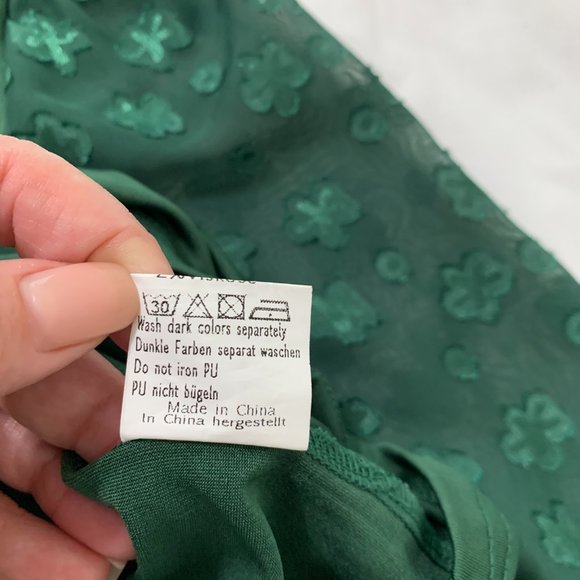 30
Wash dark colors separately
Dunkle Farben separat waschen
Do not iron PU
PU nicht bügeln
Made in China
In China hergestellt